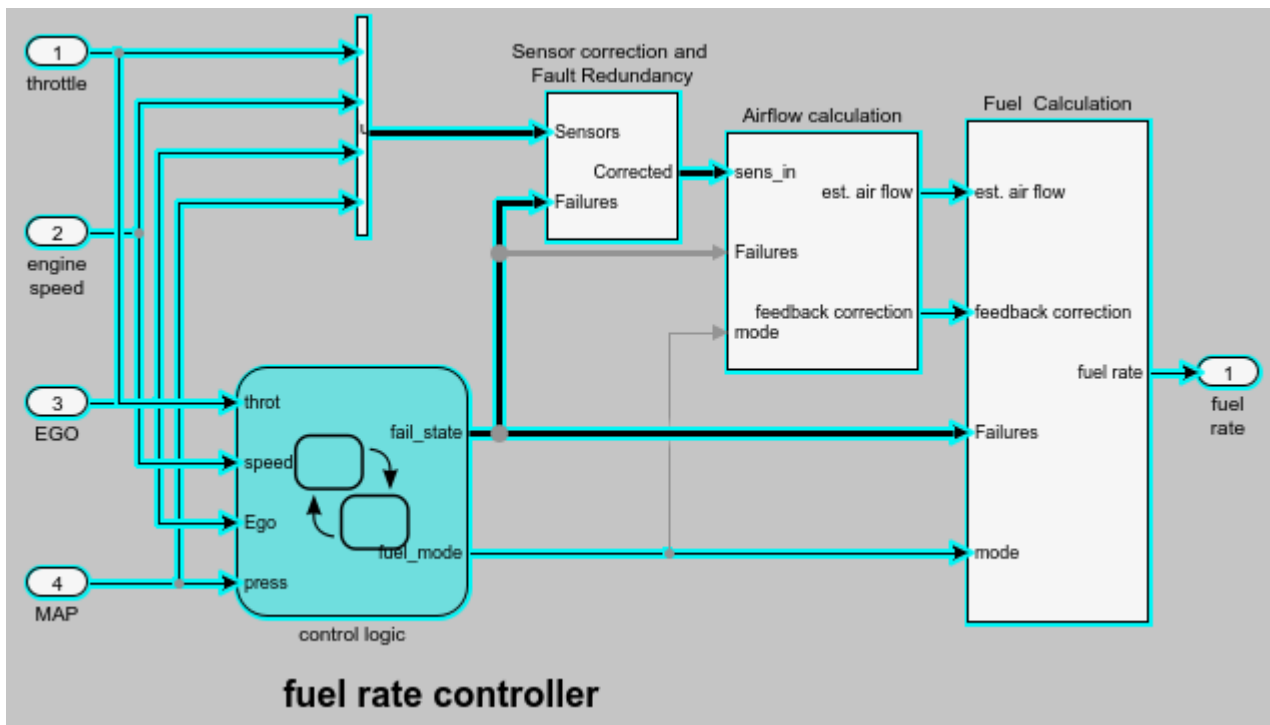 1
throttle
2
engine
speed
3
EGO
4
MAP
Sensor correction and
Fault Redundancy
Sensors
Corrected
Failures
Airflow calculation
sens_in
est. air flow
Failures
feedback correction
mode
Fuel Calculation
est. air flow
feedback correction
fuel rate
Failures
mode
1
fuel
rate
throt
fail_state
speed
Ego
fuel_mode
press
control logic
fuel rate controller